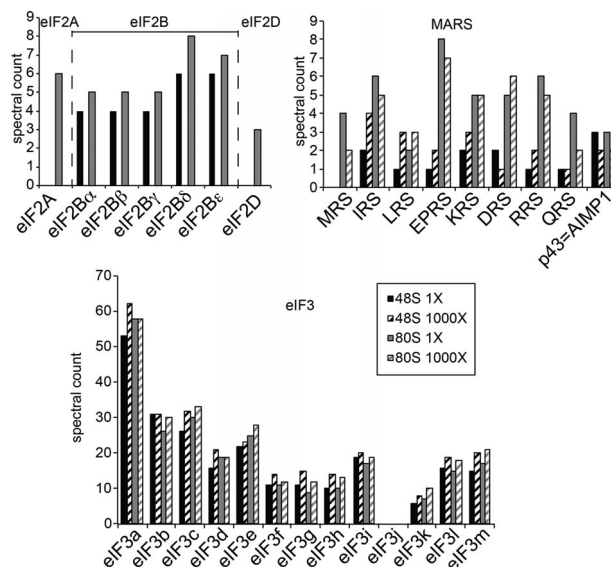 eIF2A eIF2B eIF2D
spectral count
9
8
7
6
5
4
3
2
1
0
eIF2A eIF2Bα eIF2Bβ eIF2Bγ eIF2Bδ eIF2Bε eIF2D
MARS
spectral count
9
8
7
6
5
4
3
2
1
0
MRS IRS LRS EPRS KRS DRS RRS QRS p43=AIMP1
eIF3
spectral count
70
60
50
40
30
20
10
0
eIF3a eIF3b eIF3c eIF3d eIF3e eIF3f eIF3g eIF3h eIF3i eIF3j eIF3k eIF3l eIF3m
48S 1X
48S 1000X
80S 1X
80S 1000X